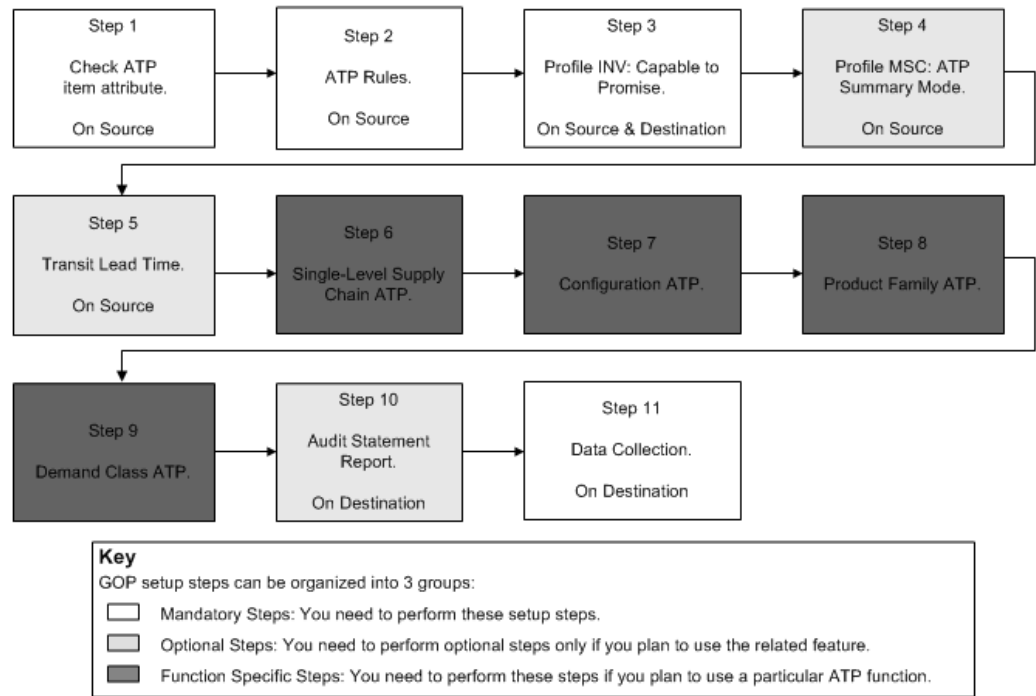 Step 1
Check ATP
item attribute.
On Source
Step 2
ATP Rules.
On Source
Step 3
Profile INV: Capable to
Promise.
On Source & Destination
Step 4
Profile MSC: ATP
Summary Mode.
On Source
Step 5
Transit Lead Time.
On Source
Step 6
Single-Level Supply
Chain ATP.
Step 7
Configuration ATP.
Step 8
Product Family ATP.
Step 9
Demand Class ATP.
Step 10
Audit Statement
Report.
On Destination
Step 11
Data Collection.
On Destination
Key
GOP setup steps can be organized into 3 groups:
Mandatory Steps: You need to perform these setup steps.
Optional Steps: You need to perform optional steps only if you plan to use the related feature.
Function Specific Steps: You need to perform these steps if you plan to use a particular ATP function.